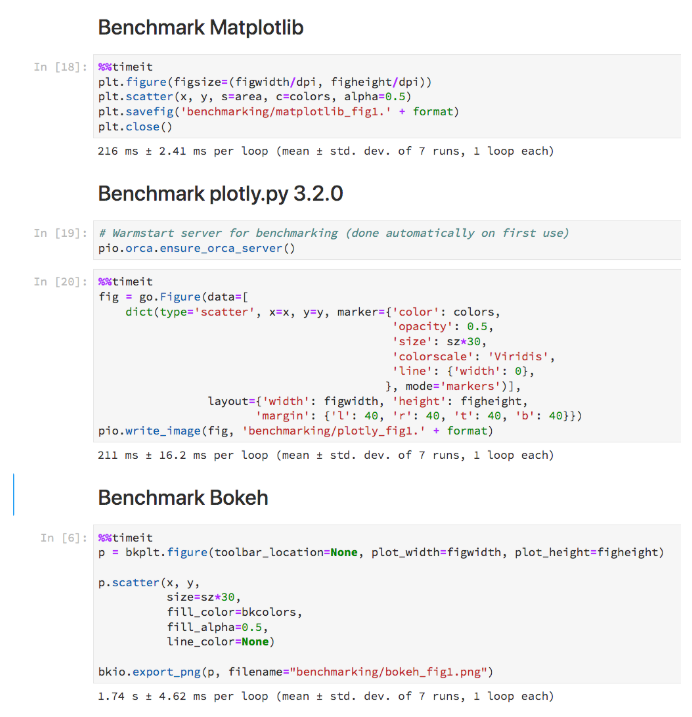 Benchmark Matplotlib
In [18]: %%timeit
plt.figure(figsize=(figwidth/dpi, figheight/dpi))
plt.scatter(x, y, s=area, c=colors, alpha=0.5)
plt.savefig('benchmarking/matplotlib_fig1.' + format)
plt.close()
216 ms ± 2.41 ms per loop (mean ± std. dev. of 7 runs, 1 loop each)
Benchmark plotly.py 3.2.0
In [19]: # Warmstart server for benchmarking (done automatically on first use)
pio.orca.ensure_orca_server()
In [20]: %%timeit
fig = go.Figure(data=[
    dict(type='scatter', x=x, y=y, marker={'color': colors,
                                           'opacity': 0.5,
                                           'size': sz*30,
                                           'colorscale': 'Viridis',
                                           'line': {'width': 0},
                                          }, mode='markers')],
                layout={'width': figwidth, 'height': figheight,
                       'margin': {'l': 40, 'r': 40, 't': 40, 'b': 40}})
pio.write_image(fig, 'benchmarking/plotly_fig1.' + format)
211 ms ± 16.2 ms per loop (mean ± std. dev. of 7 runs, 1 loop each)
Benchmark Bokeh
In [6]: %%timeit
p = bkplt.figure(toolbar_location=None, plot_width=figwidth, plot_height=figheight)
p.scatter(x, y,
          size=sz*30,
          fill_color=bkcolors,
          fill_alpha=0.5,
          line_color=None)
bkio.export_png(p, filename="benchmarking/bokeh_fig1.png")
1.74 s ± 4.62 ms per loop (mean ± std. dev. of 7 runs, 1 loop each)